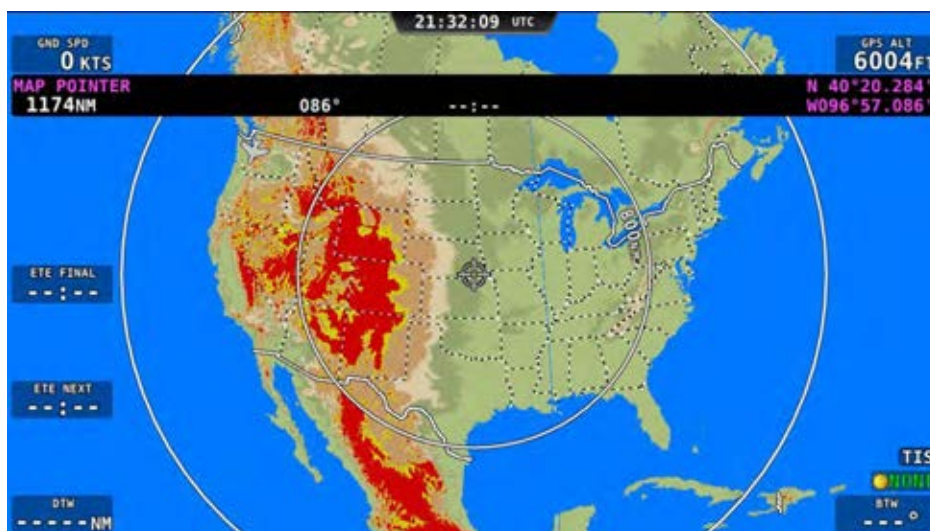 21:32:09 UTC
GND SPD
0 KTS
GPS ALT
6004FT
MAP POINTER
1174NM 086° --:--
N 40°20.284'
W096°57.086'
800NM
ETE FINAL
--:--
ETE NEXT
--:--
TIS
NONE
DTW
-----NM
BTW
---°